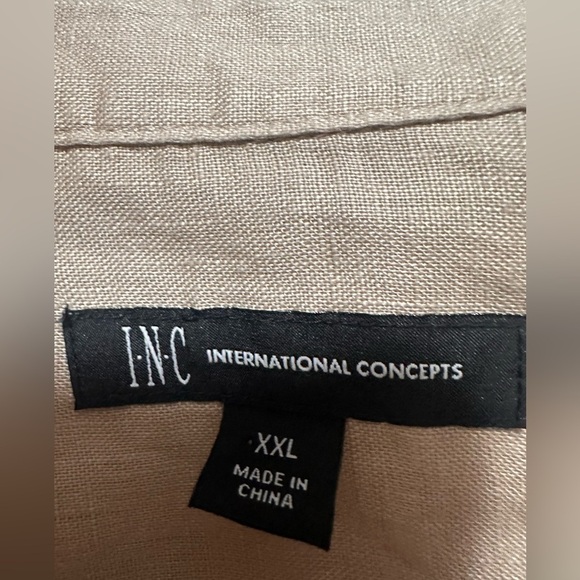 I·N·C INTERNATIONAL CONCEPTS
XXL
MADE IN
CHINA